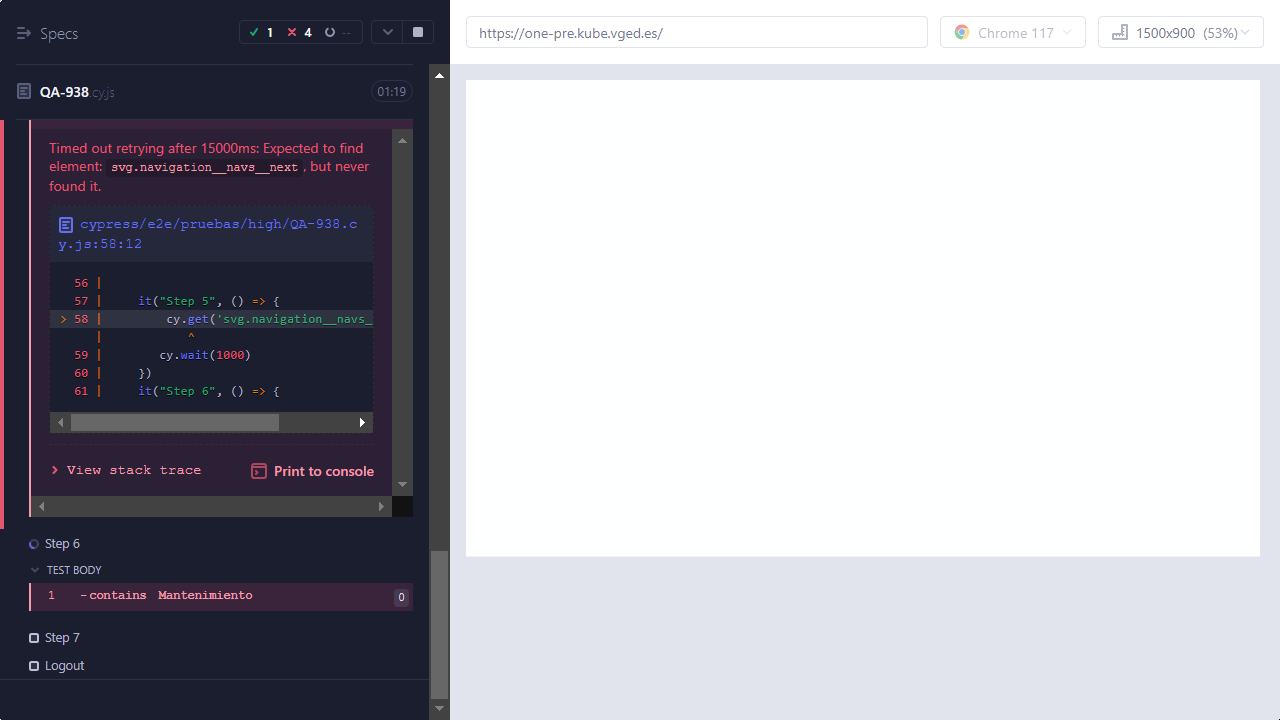 Specs
1
4
--
https://one-pre.kube.vged.es/
Chrome 117
1500x900 (53%)
QA-938.cy.js
01:19
Timed out retrying after 15000ms: Expected to find
element: svg.navigation__navs__next, but never
found it.
cypress/e2e/pruebas/high/QA-938.c
y.js:58:12
56 |
57 | it("Step 5", () => {
> 58 | cy.get('svg.navigation__navs_
| ^
59 | cy.wait(1000)
60 | })
61 | it("Step 6", () => {
View stack trace
Print to console
Step 6
TEST BODY
1 -contains Mantenimiento 0
Step 7
Logout